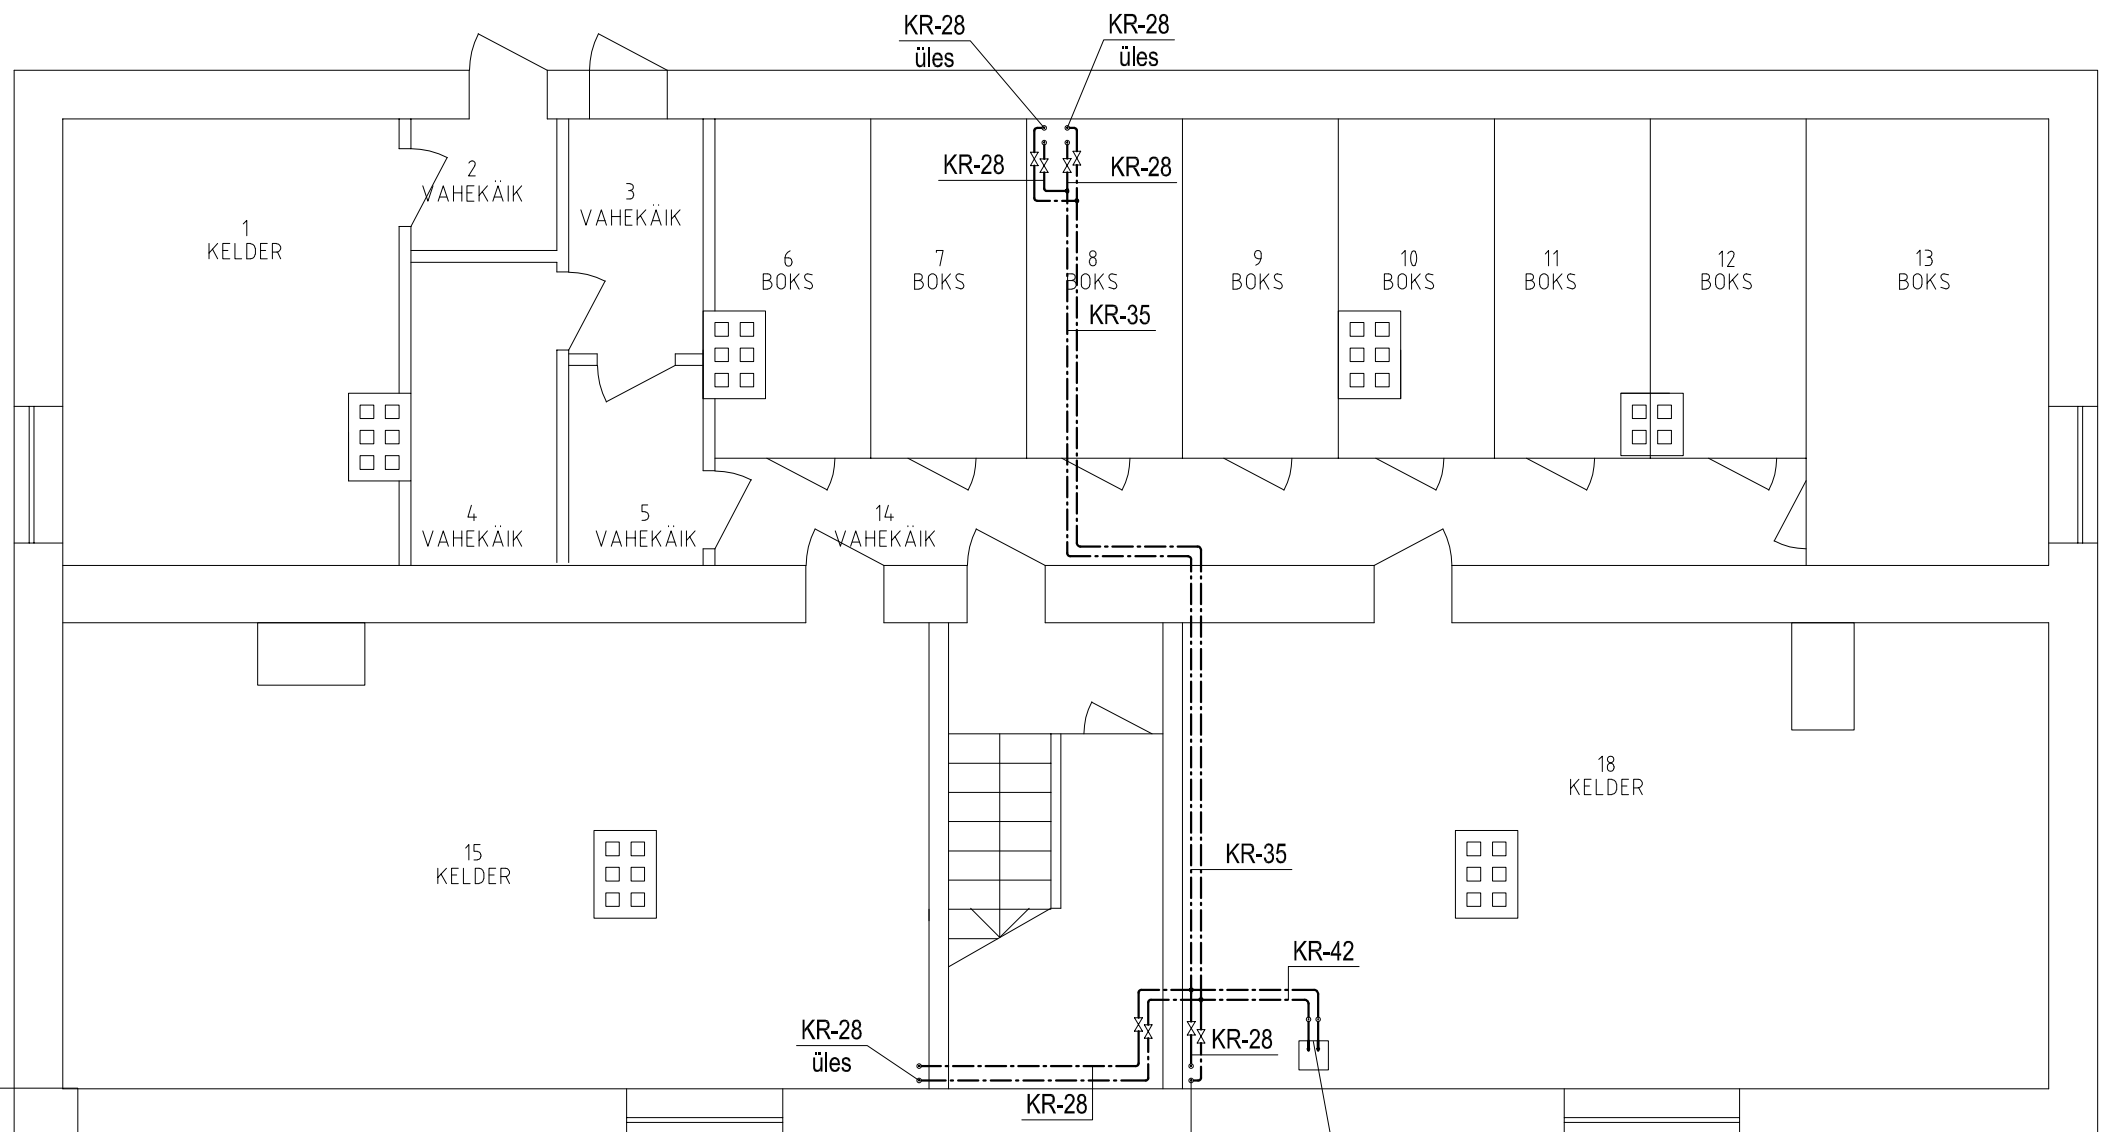 KR-28
üles
KR-28
üles
KR-28
KR-28
2
VAHEKÄIK
3
VAHEKÄIK
1
KELDER
6
BOKS
7
BOKS
8
BOKS
9
BOKS
10
BOKS
11
BOKS
12
BOKS
13
BOKS
KR-35
4
VAHEKÄIK
5
VAHEKÄIK
14
VAHEKÄIK
18
KELDER
15
KELDER
KR-35
KR-42
KR-28
üles
KR-28
KR-28